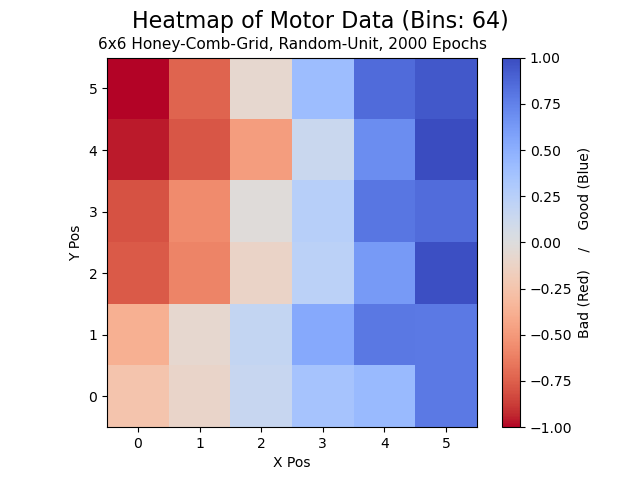 Heatmap of Motor Data (Bins: 64)
6x6 Honey-Comb-Grid, Random-Unit, 2000 Epochs
5
4
3
2
1
0
Y Pos
0 1 2 3 4 5
X Pos
1.00
0.75
0.50
0.25
0.00
−0.25
−0.50
−0.75
−1.00
Bad (Red) / Good (Blue)